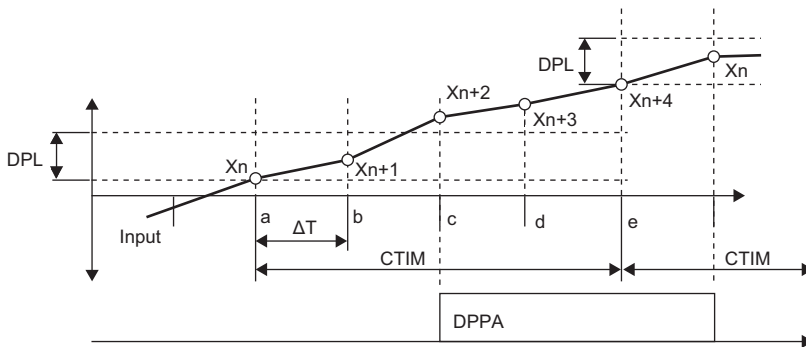 DPL
Xn
Xn+2
Xn+3
Xn+4
DPL
Xn
Xn+1
Input
a
b
c
d
e
ΔT
CTIM
CTIM
DPPA